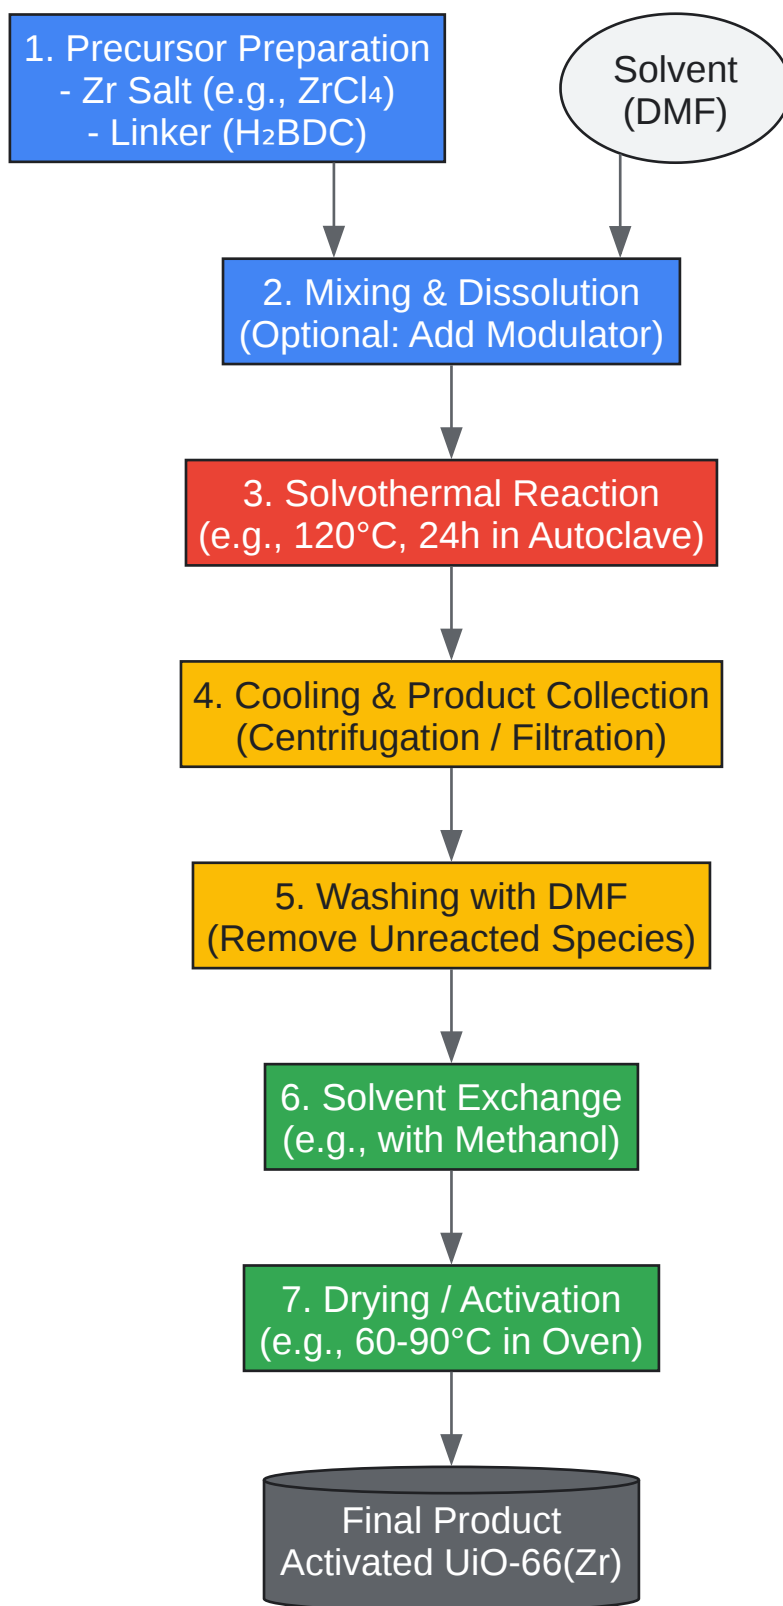 1. Precursor Preparation
- Zr Salt (e.g., ZrCl₄)
- Linker (H₂BDC)
Solvent
(DMF)
2. Mixing & Dissolution
(Optional: Add Modulator)
3. Solvothermal Reaction
(e.g., 120°C, 24h in Autoclave)
4. Cooling & Product Collection
(Centrifugation / Filtration)
5. Washing with DMF
(Remove Unreacted Species)
6. Solvent Exchange
(e.g., with Methanol)
7. Drying / Activation
(e.g., 60-90°C in Oven)
Final Product
Activated UiO-66(Zr)